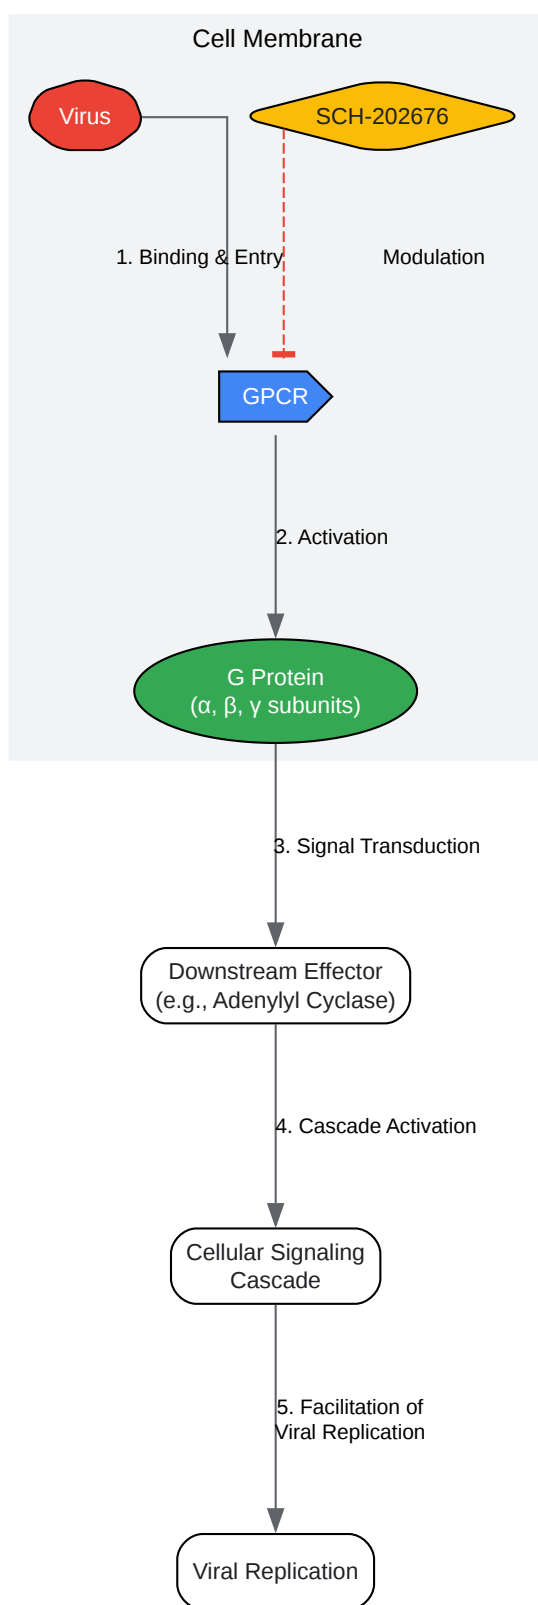 Cell Membrane
Virus
SCH-202676
1. Binding & Entry
Modulation
GPCR
2. Activation
G Protein
(α, β, γ subunits)
3. Signal Transduction
Downstream Effector
(e.g., Adenylyl Cyclase)
4. Cascade Activation
Cellular Signaling
Cascade
5. Facilitation of
Viral Replication
Viral Replication